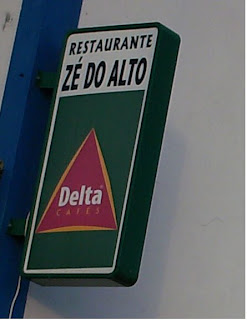 RESTAURANTE
ZÉ DO ALTO
Delta
CAFÉS